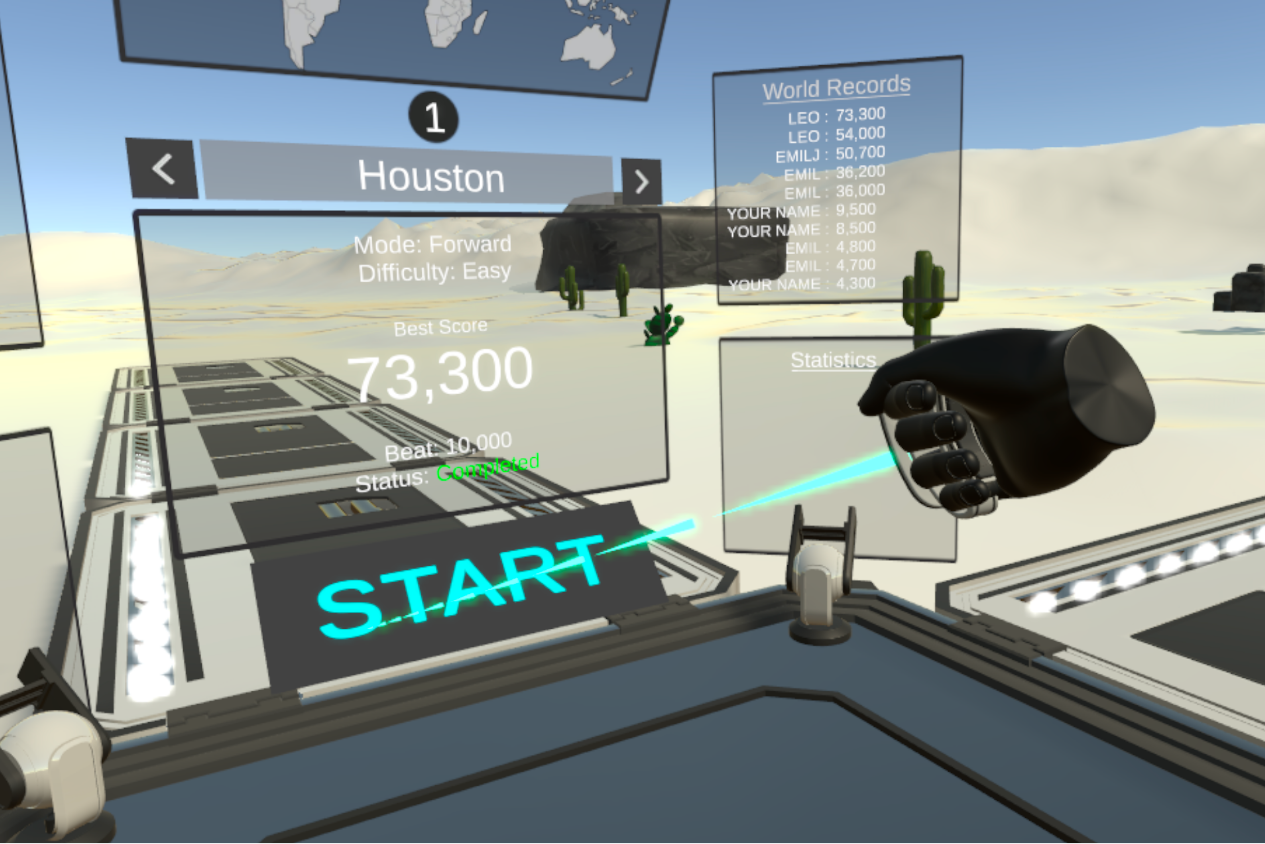 1
Houston
Mode: Forward
Difficulty: Easy
Best Score
73,300
Beat: 10,000
Status: Completed
START
World Records
LEO : 73,300
LEO : 54,000
EMILJ : 50,700
EMIL : 36,200
EMIL : 36,000
YOUR NAME : 9,500
YOUR NAME : 8,500
EMIL : 4,800
EMIL : 4,700
YOUR NAME : 4,300
Statistics